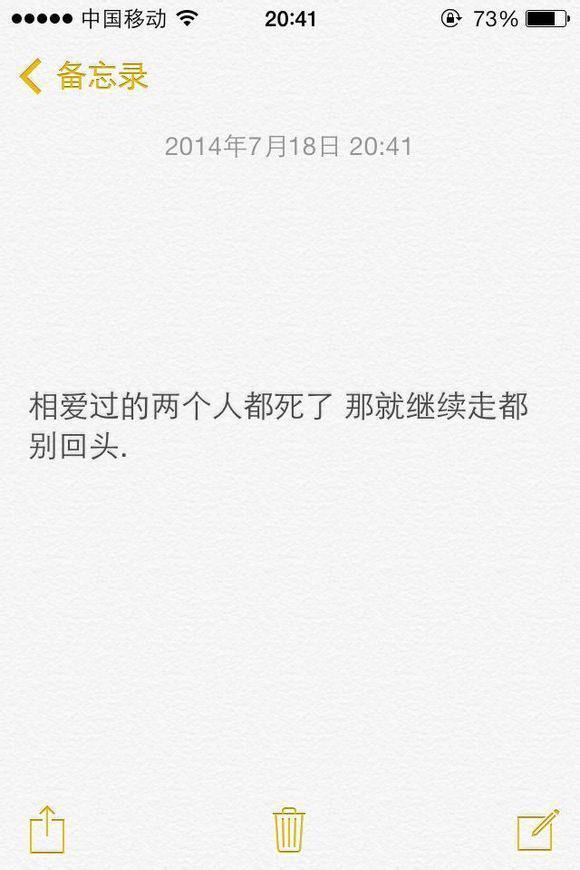 中国移动 20:41 73%
备忘录
2014年7月18日 20:41
相爱过的两个人都死了 那就继续走都
别回头.